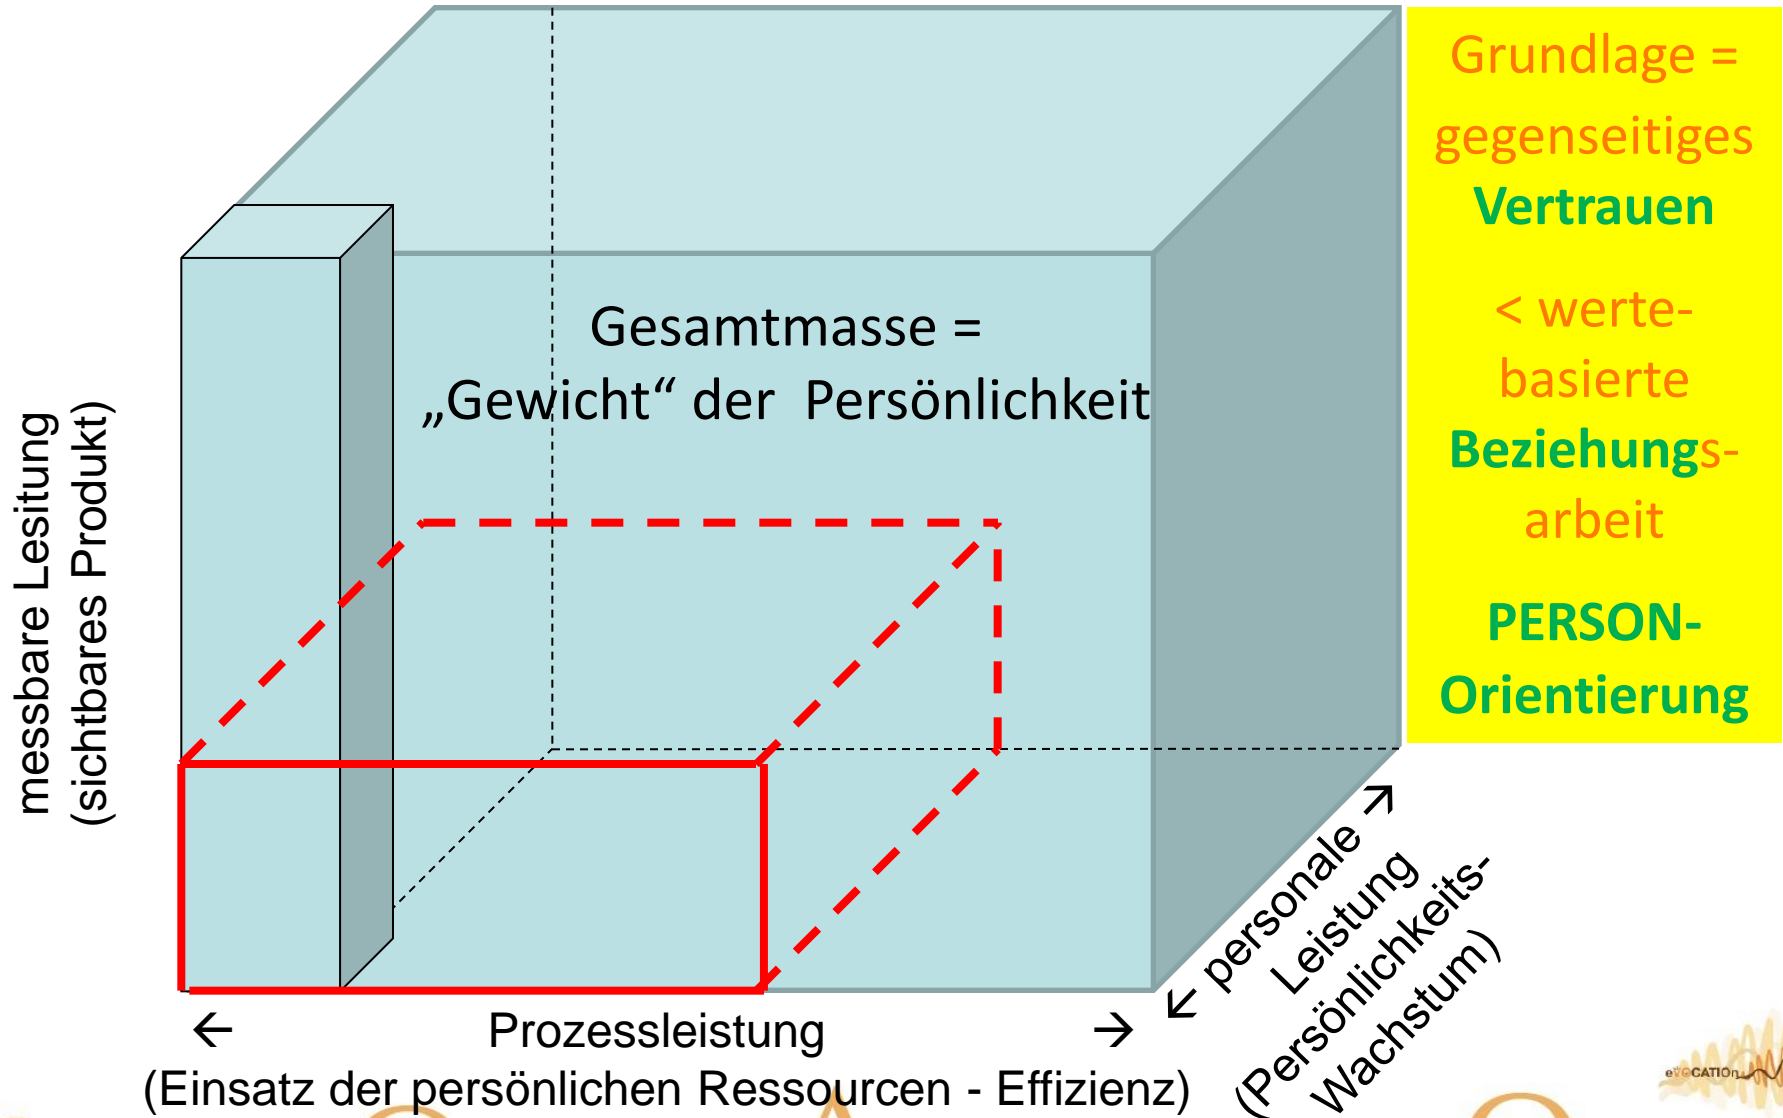 Grundlage =
gegenseitiges
Vertrauen
< werte-
basierte
Beziehungs-
arbeit
PERSON-
Orientierung
Gesamtmasse =
„Gewicht“ der Persönlichkeit
messbare Lesitung
(sichtbares Produkt)
← personale →
Leistung
(Persönlichkeits-
Wachstum)
← Prozessleistung →
(Einsatz der persönlichen Ressourcen - Effizienz)
eVOCATIOn